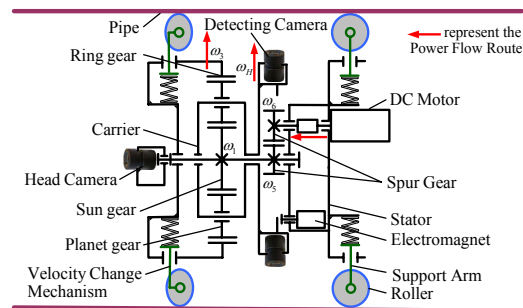 Pipe
Ring gear
Carrier
Head Camera
Sun gear
Planet gear
Velocity Change
Mechanism
ω3
ωH
Detecting Camera
ω6
ω1
ω5
represent the
Power Flow Route
DC Motor
Spur Gear
Stator
Electromagnet
Support Arm
Roller